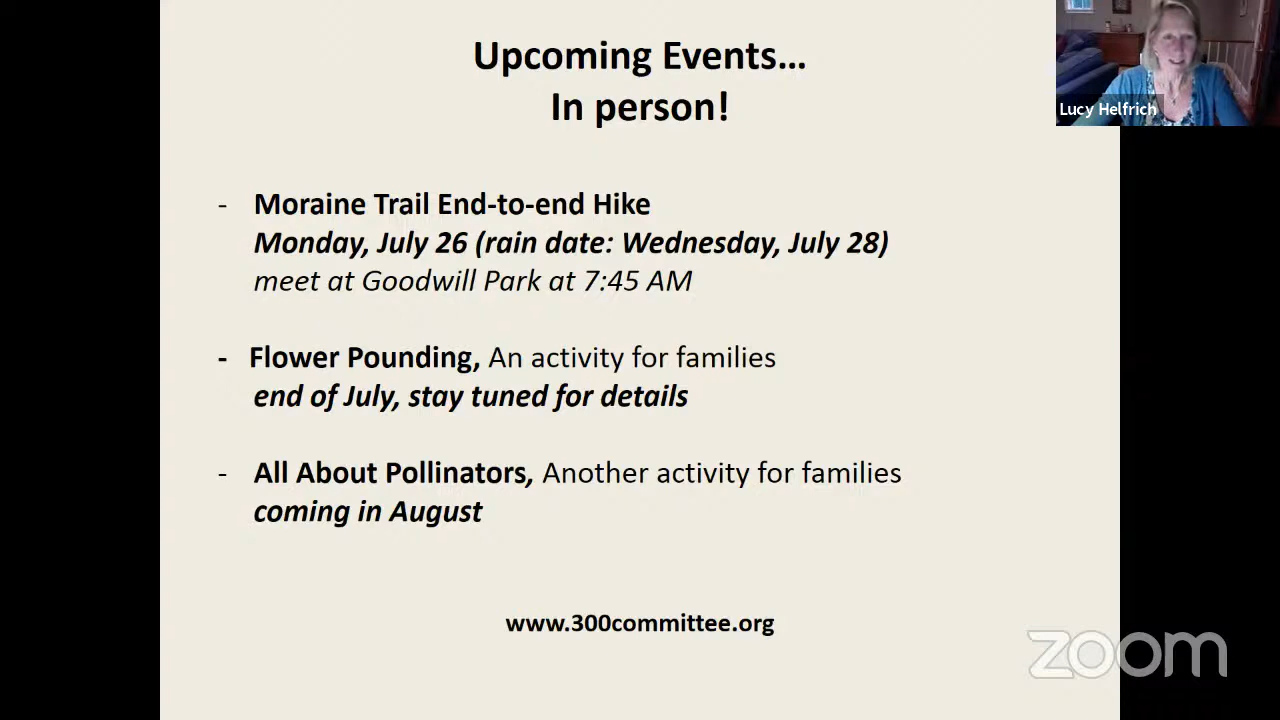 Upcoming Events…
In person!
Lucy Helfrich
- Moraine Trail End-to-end Hike
Monday, July 26 (rain date: Wednesday, July 28)
meet at Goodwill Park at 7:45 AM
- Flower Pounding, An activity for families
end of July, stay tuned for details
- All About Pollinators, Another activity for families
coming in August
www.300committee.org
zoom